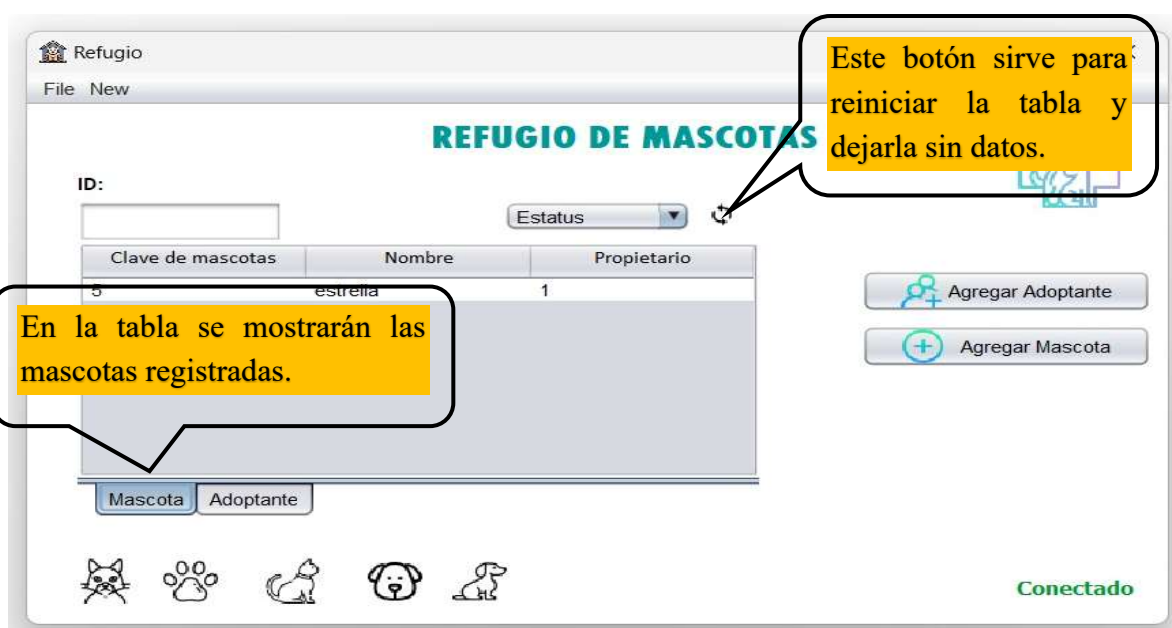 Refugio
File New
Este botón sirve para
reiniciar la tabla y
dejarla sin datos.
REFUGIO DE MASCOTAS
ID:
Estatus
Clave de mascotas Nombre Propietario
5 estrella 1
En la tabla se mostrarán las
mascotas registradas.
Agregar Adoptante
Agregar Mascota
Mascota Adoptante
Conectado